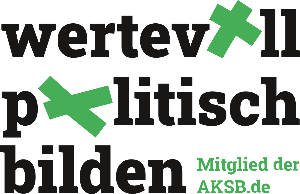 wertevoll
politisch
bilden
Mitglied der
AKSB.de